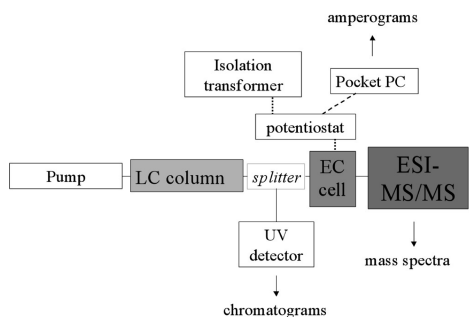 amperograms
Isolation
transformer
Pocket PC
potentiostat
Pump
LC column
splitter
EC
cell
ESI-
MS/MS
UV
detector
mass spectra
chromatograms